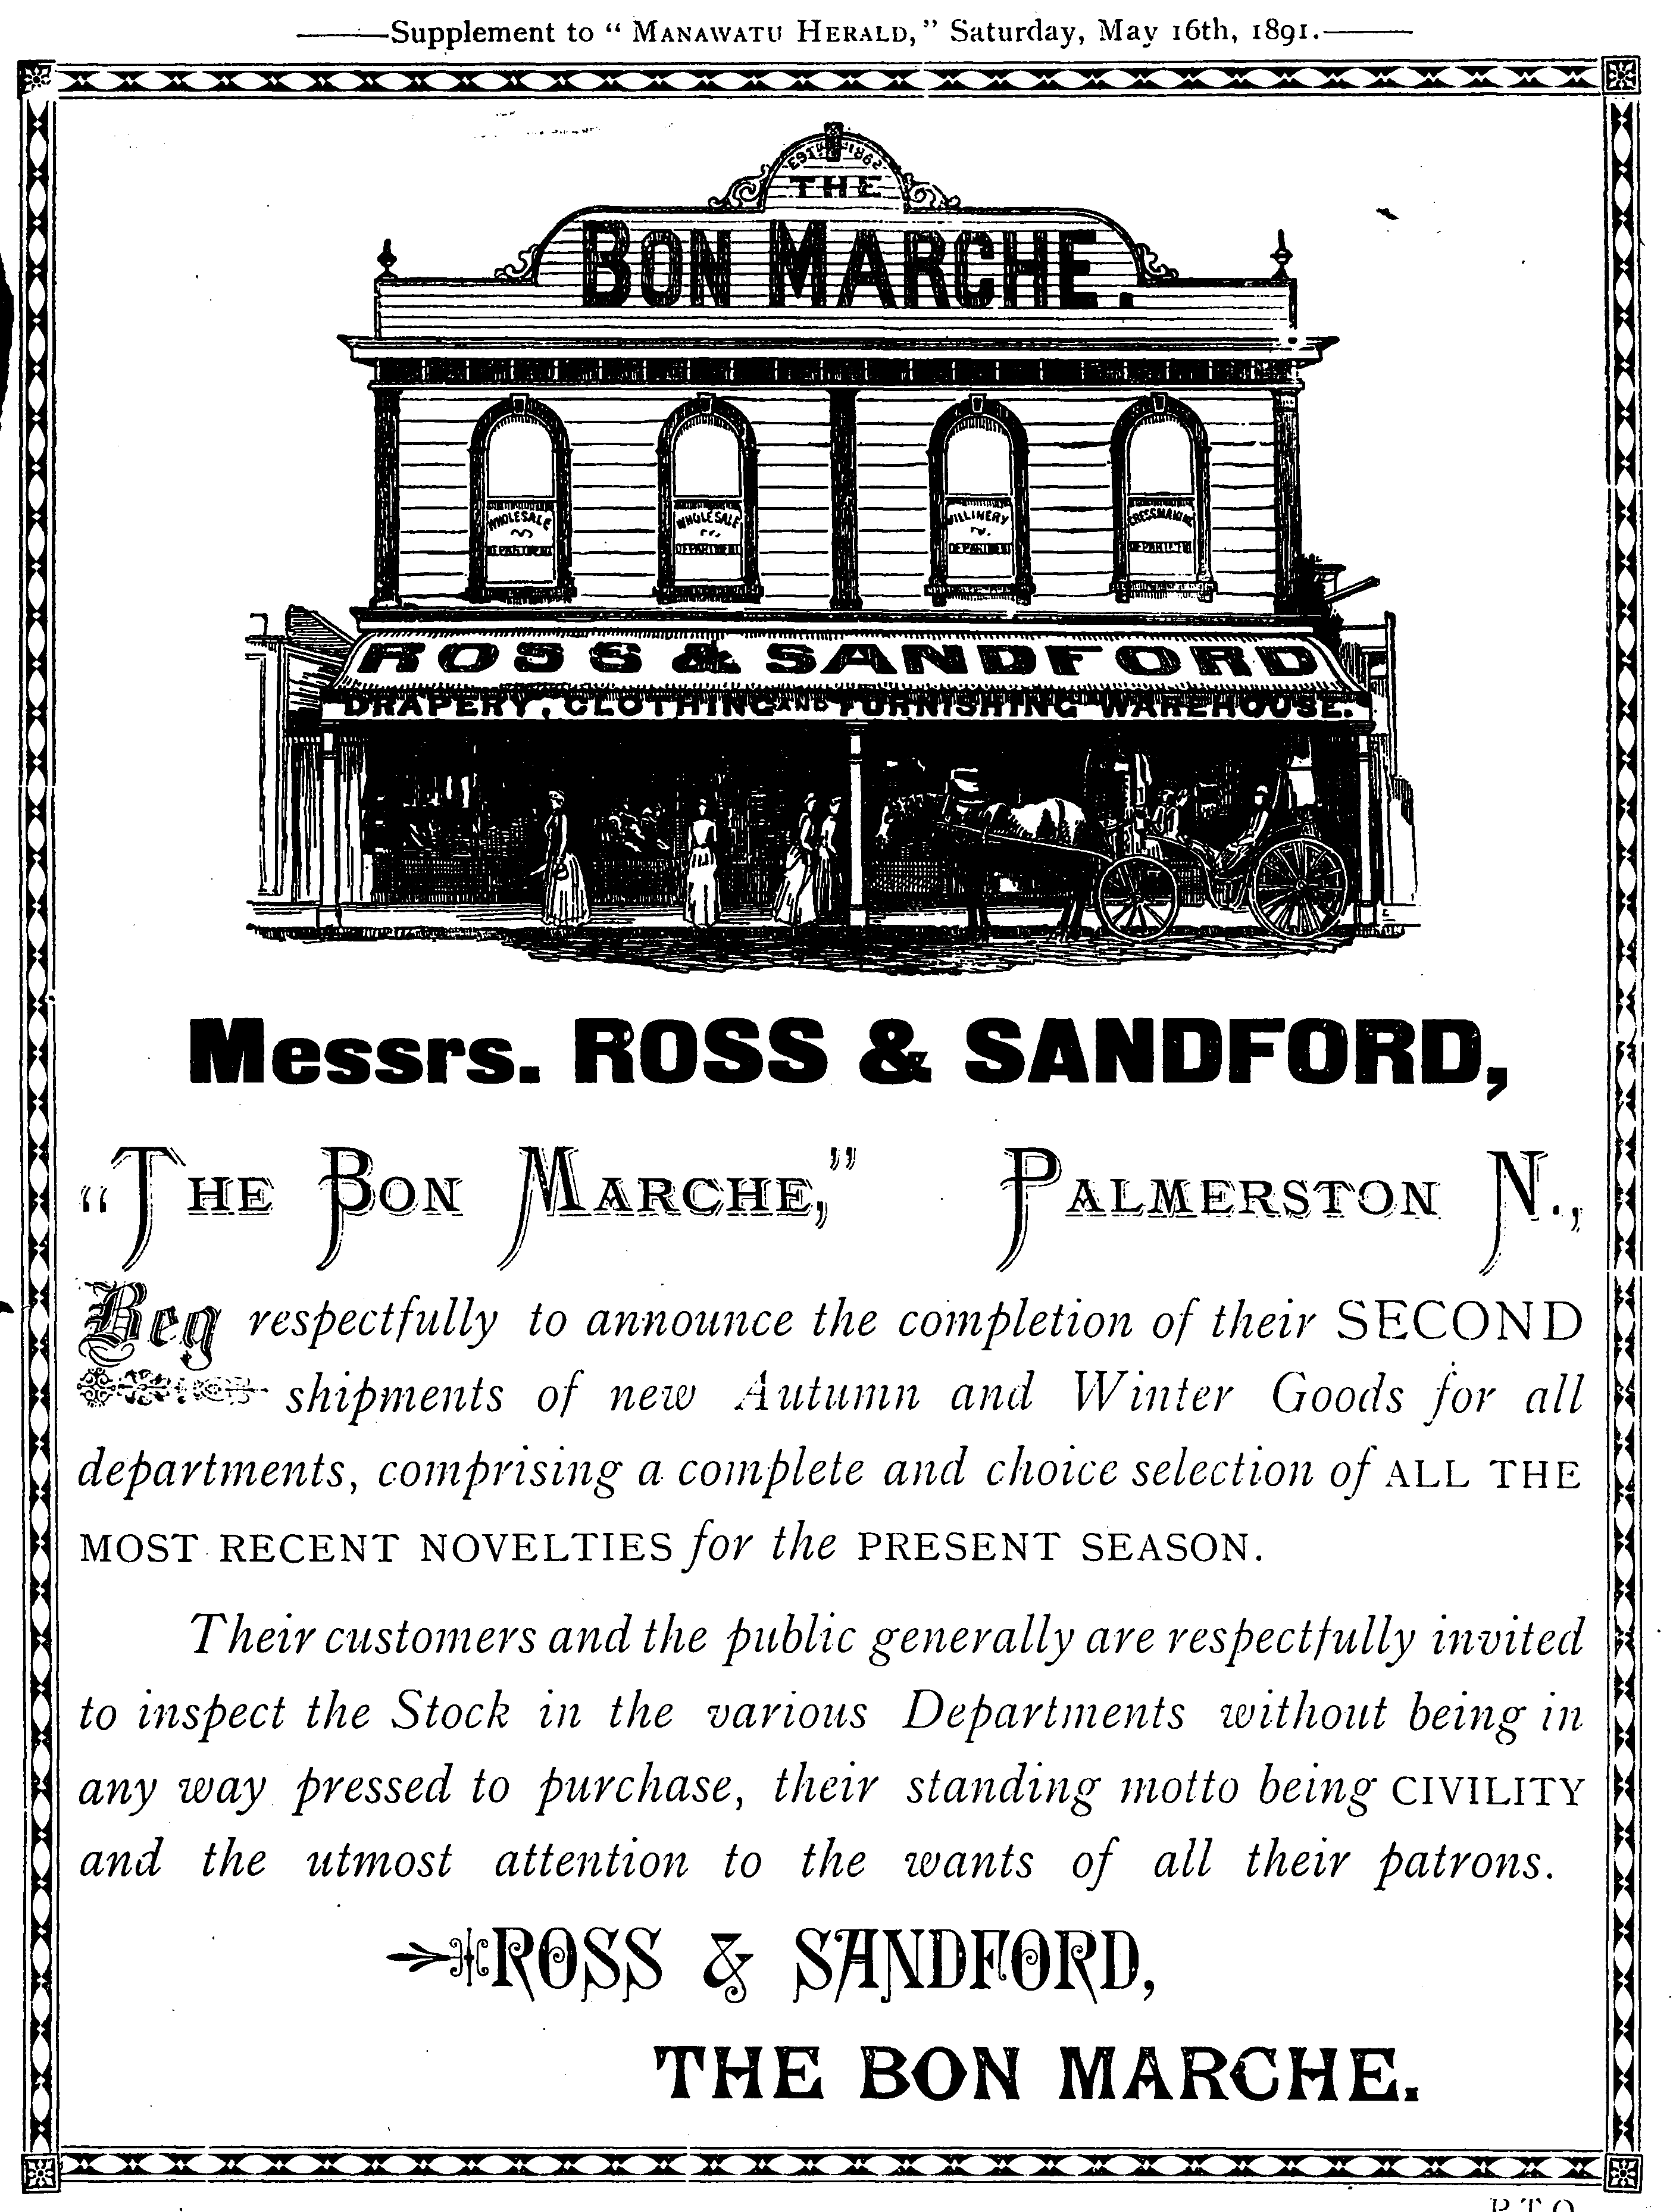 Supplement to "MANAWATU HERALD," Saturday, May 16th, 1891.
ESTD. 1862
THE
BON MARCHE.
WHOLESALE DEPARTMENT
WHOLESALE DEPARTMENT
MILLINERY DEPARTMENT
DRESSMAKING DEPARTMENT
ROSS & SANDFORD
DRAPERY, CLOTHING AND FURNISHING WAREHOUSE.
Messrs. ROSS & SANDFORD,
"THE BON MARCHE," PALMERSTON N.,
Beg respectfully to announce the completion of their SECOND
shipments of new Autumn and Winter Goods for all
departments, comprising a complete and choice selection of ALL THE
MOST RECENT NOVELTIES for the PRESENT SEASON.
Their customers and the public generally are respectfully invited
to inspect the Stock in the various Departments without being in
any way pressed to purchase, their standing motto being CIVILITY
and the utmost attention to the wants of all their patrons.
ROSS & SANDFORD,
THE BON MARCHE.
P.T.O.